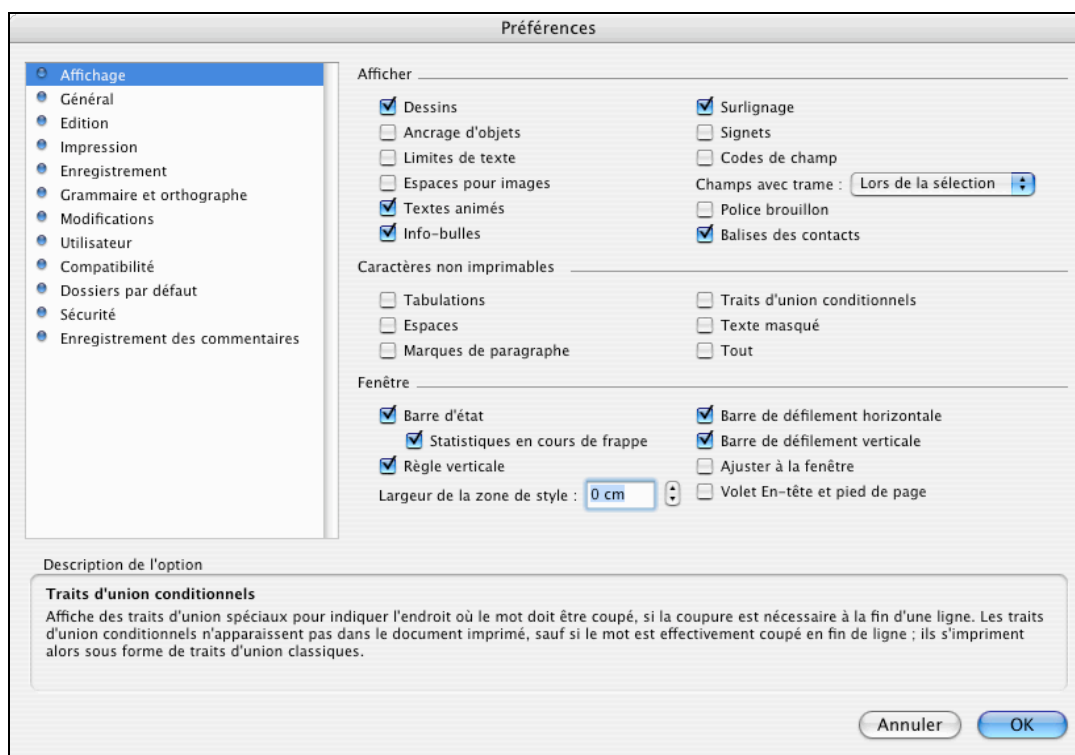 Préférences
Affichage
Général
Edition
Impression
Enregistrement
Grammaire et orthographe
Modifications
Utilisateur
Compatibilité
Dossiers par défaut
Sécurité
Enregistrement des commentaires
Afficher
Dessins
Ancrage d'objets
Limites de texte
Espaces pour images
Textes animés
Info-bulles
Surlignage
Signets
Codes de champ
Champs avec trame : Lors de la sélection
Police brouillon
Balises des contacts
Caractères non imprimables
Tabulations
Espaces
Marques de paragraphe
Traits d'union conditionnels
Texte masqué
Tout
Fenêtre
Barre d'état
Statistiques en cours de frappe
Règle verticale
Largeur de la zone de style : 0 cm
Barre de défilement horizontale
Barre de défilement verticale
Ajuster à la fenêtre
Volet En-tête et pied de page
Description de l'option
Traits d'union conditionnels
Affiche des traits d'union spéciaux pour indiquer l'endroit où le mot doit être coupé, si la coupure est nécessaire à la fin d'une ligne. Les traits
d'union conditionnels n'apparaissent pas dans le document imprimé, sauf si le mot est effectivement coupé en fin de ligne ; ils s'impriment
alors sous forme de traits d'union classiques.
Annuler
OK